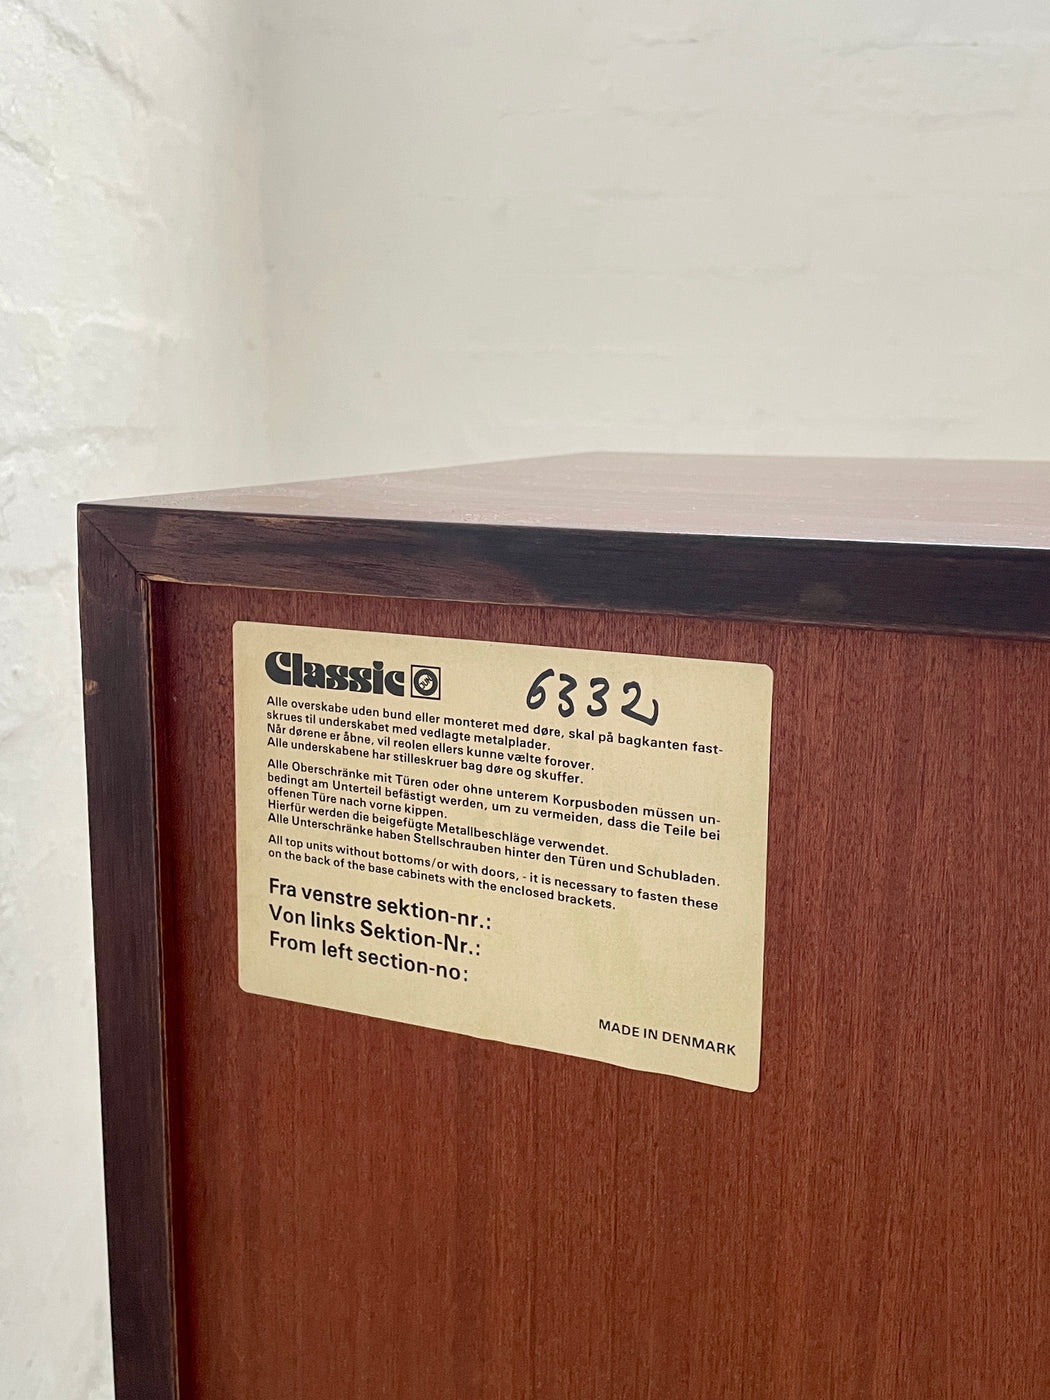 Classic 6332
Alle overskabe uden bund eller monteret med døre, skal på bagkanten fast-
skrues til underskabet med vedlagte metalplader.
Når dørene er åbne, vil reolen ellers kunne vælte forover.
Alle underskabene har stilleskruer bag døre og skuffer.
Alle Oberschränke mit Türen oder ohne unterem Korpusboden müssen un-
bedingt am Unterteil befästigt werden, um zu vermeiden, dass die Teile bei
offenen Türe nach vorne kippen.
Hierfür werden die beigefügte Metallbeschläge verwendet.
Alle Unterschränke haben Stellschrauben hinter den Türen und Schubladen.
All top units without bottoms/or with doors, - it is necessary to fasten these
on the back of the base cabinets with the enclosed brackets.
Fra venstre sektion-nr.:
Von links Sektion-Nr.:
From left section-no:
MADE IN DENMARK